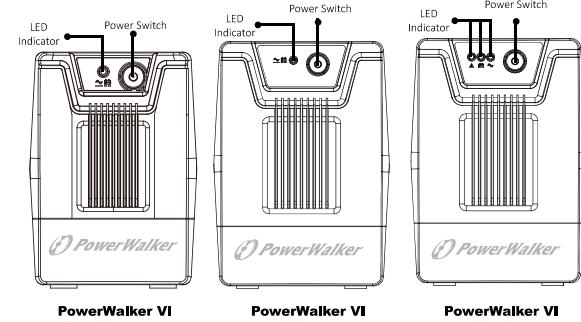 LED
Indicator
Power Switch
LED
Indicator
Power Switch
LED
Indicator
Power Switch
PowerWalker
PowerWalker
PowerWalker
PowerWalker VI
PowerWalker VI
PowerWalker VI